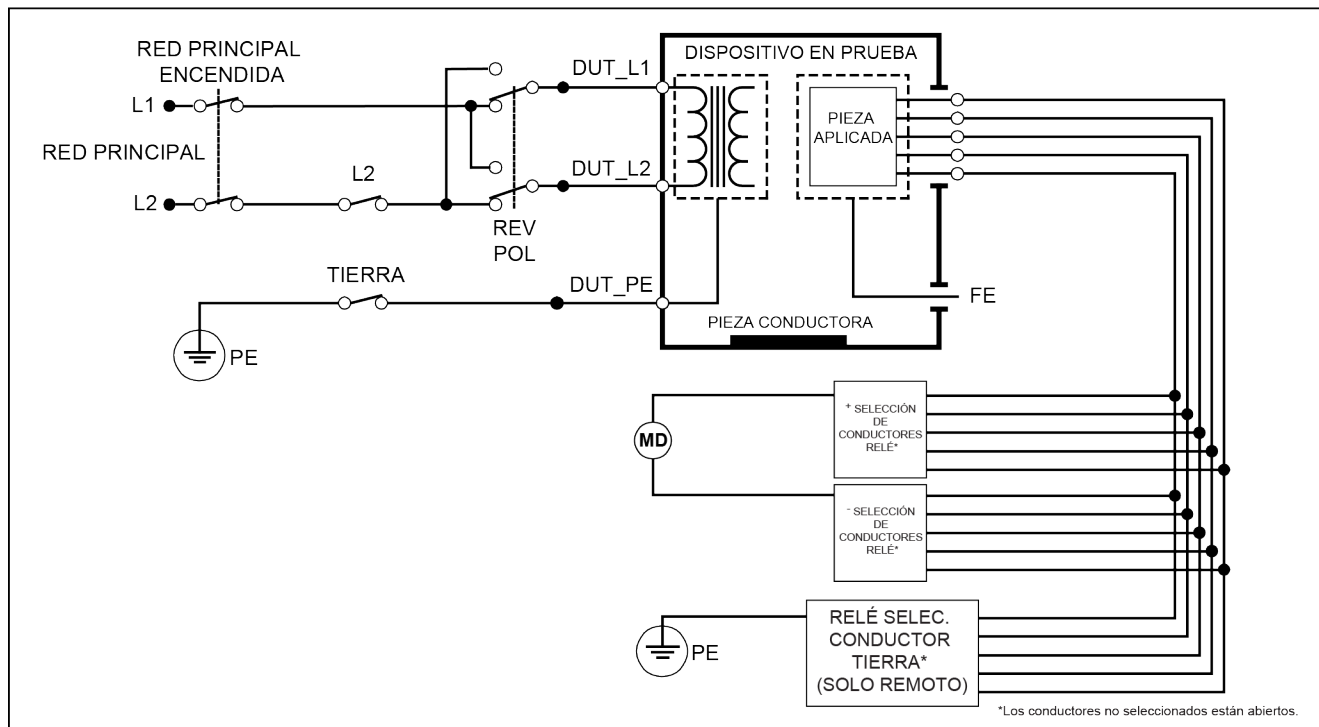 RED PRINCIPAL
ENCENDIDA
L1
RED PRINCIPAL
L2
L2
REV
POL
DUT_L1
DUT_L2
TIERRA
DUT_PE
PE
DISPOSITIVO EN PRUEBA
PIEZA
APLICADA
FE
PIEZA CONDUCTORA
MD
+ SELECCIÓN
DE
CONDUCTORES
RELÉ*
- SELECCIÓN
DE
CONDUCTORES
RELÉ*
PE
RELÉ SELEC.
CONDUCTOR
TIERRA*
(SOLO REMOTO)
*Los conductores no seleccionados están abiertos.